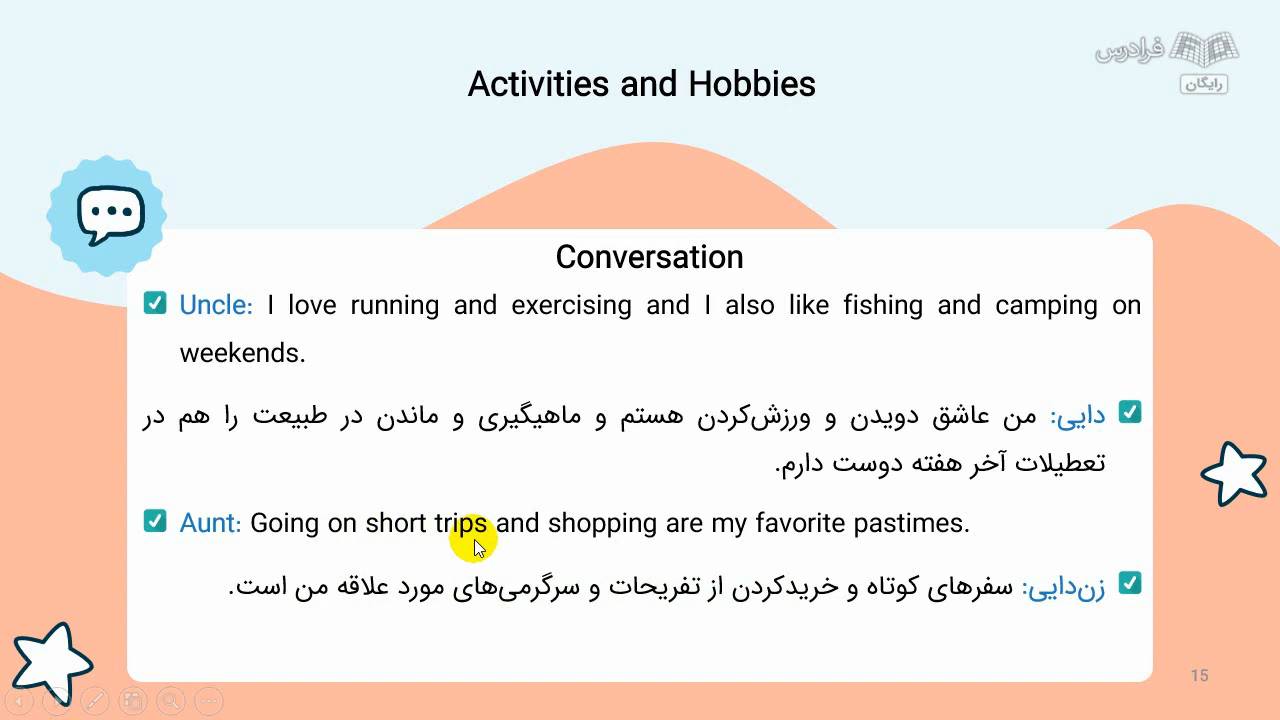 فرادرس
رایگان
Activities and Hobbies
Conversation
Uncle: I love running and exercising and I also like fishing and camping on
weekends.
دایی: من عاشق دویدن و ورزش‌کردن هستم و ماهیگیری و ماندن در طبیعت را هم در
تعطیلات آخر هفته دوست دارم.
Aunt: Going on short trips and shopping are my favorite pastimes.
زن‌دایی: سفرهای کوتاه و خریدکردن از تفریحات و سرگرمی‌های مورد علاقه من است.
15